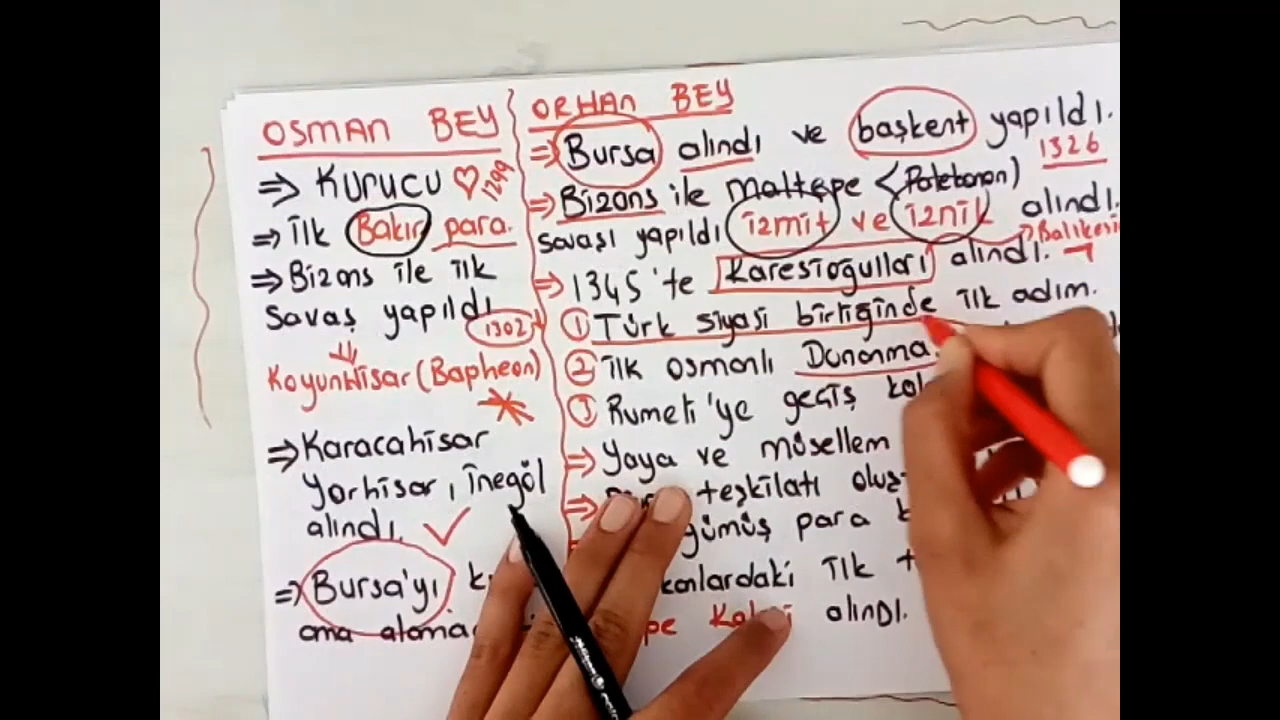 OSMAN BEY
⇒ Kurucu ♡ 1299
⇒ İlk Bakır para.
⇒ Bizans ile ilk
savaş yapıldı
1302
Koyunhisar (Bapheon)
⇒ Karacahisar
Yarhisar, İnegöl
alındı. ✓
⇒ Bursa'yı
ama
ORHAN BEY
⇒ Bursa alındı ve başkent yapıldı.
1326
⇒ Bizans ile Maltepe (Palekanon)
savaşı yapıldı İzmit ve İznik alındı.
Balıkesir
⇒ 1345'te Karesioğulları alındı. →
① Türk siyasi birliğinde ilk adım.
② İlk osmanlı Donanma
③ Rumeli'ye geçiş
⇒ Yaya ve müsellem
⇒ teşkilatı
gümüş para
ilk
alındı.